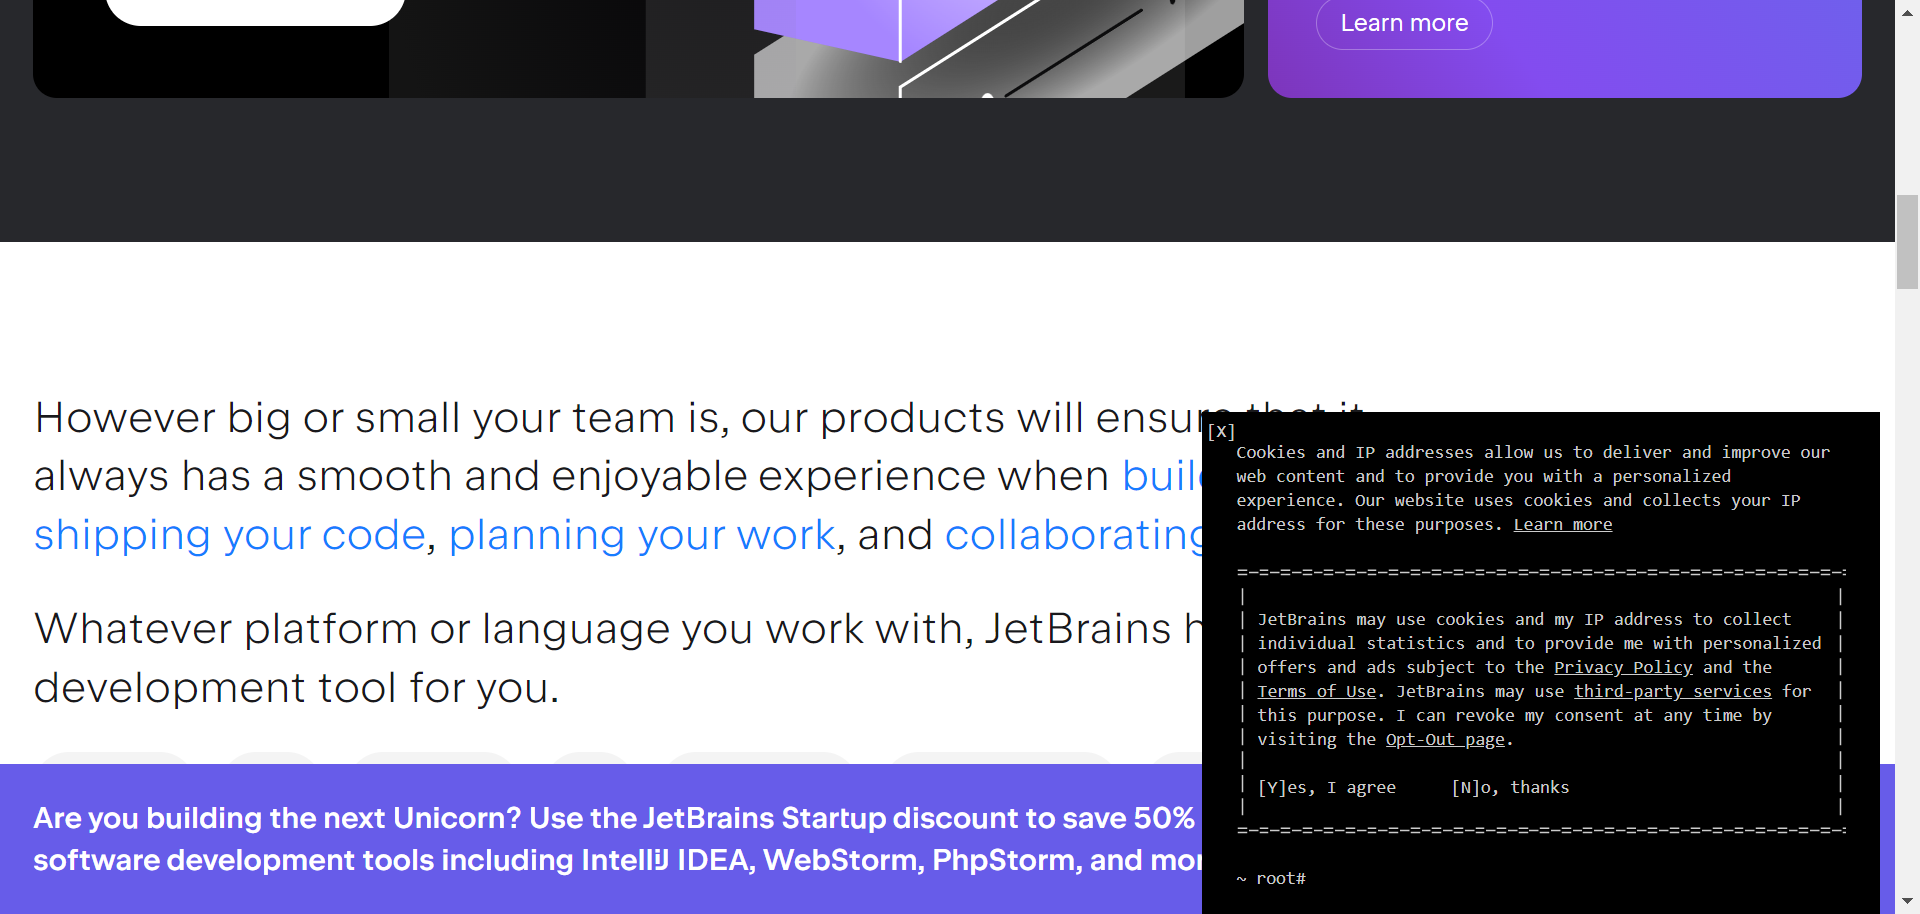 Learn more
However big or small your team is, our products will ensure that it
always has a smooth and enjoyable experience when
shipping your code, planning your work, and collaborating
Whatever platform or language you work with, JetBrains
development tool for you.
Are you building the next Unicorn? Use the JetBrains Startup discount to save 50%
software development tools including IntelliJ IDEA, WebStorm, PhpStorm, and
[X]
Cookies and IP addresses allow us to deliver and improve our
web content and to provide you with a personalized
experience. Our website uses cookies and collects your IP
address for these purposes. Learn more
JetBrains may use cookies and my IP address to collect
individual statistics and to provide me with personalized
offers and ads subject to the Privacy Policy and the
Terms of Use. JetBrains may use third-party services for
this purpose. I can revoke my consent at any time by
visiting the Opt-Out page.
[Y]es, I agree [N]o, thanks
~ root#